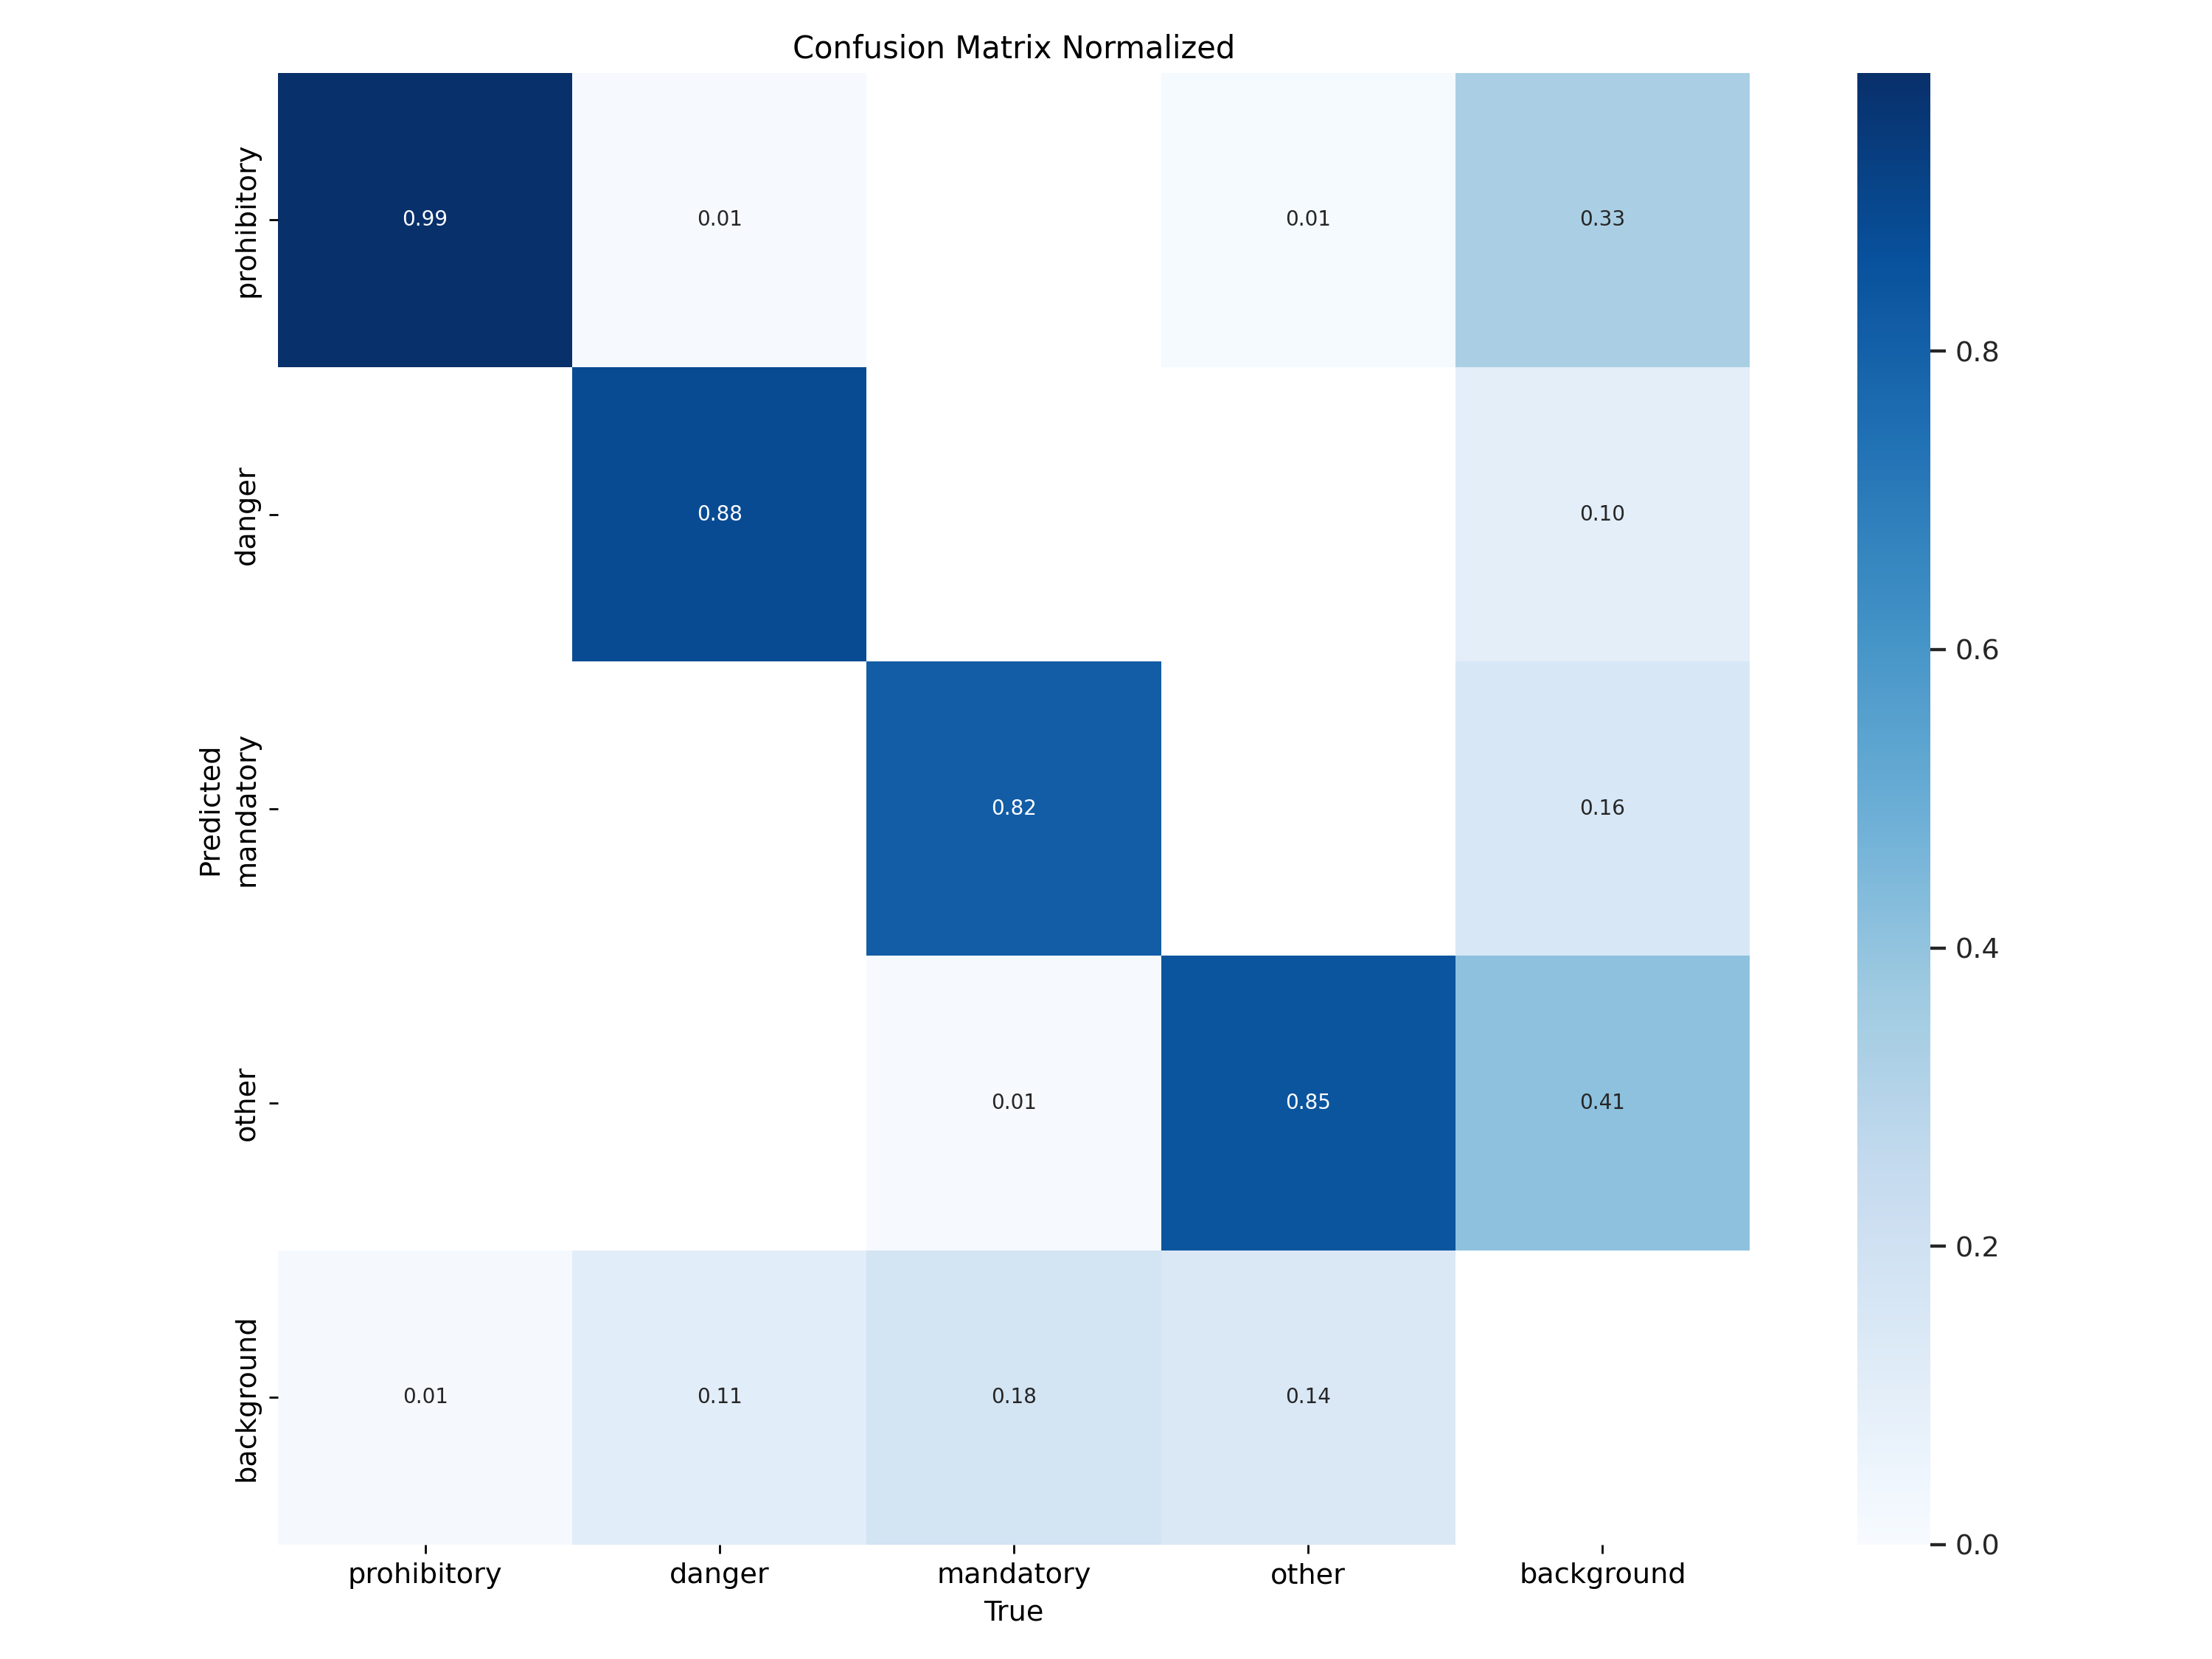 Confusion Matrix Normalized
prohibitory
0.99
0.01
0.01
0.33
0.8
danger
0.88
0.10
0.6
Predicted
mandatory
0.82
0.16
0.4
other
0.01
0.85
0.41
0.2
background
0.01
0.11
0.18
0.14
0.0
prohibitory
danger
mandatory
other
background
True